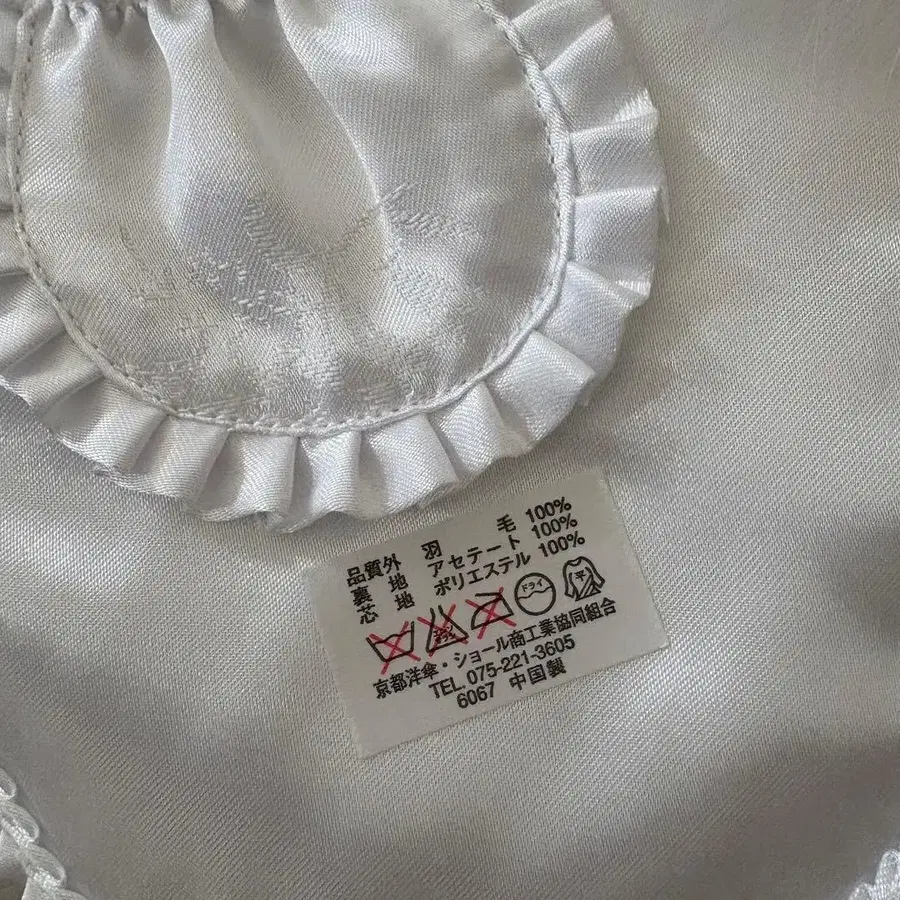 品質外 羽 毛 100%
裏 地 アセテート 100%
芯 地 ポリエステル 100%
ドライ 平
京都洋傘・ショール商工業協同組合
TEL. 075-221-3605
6067 中国製